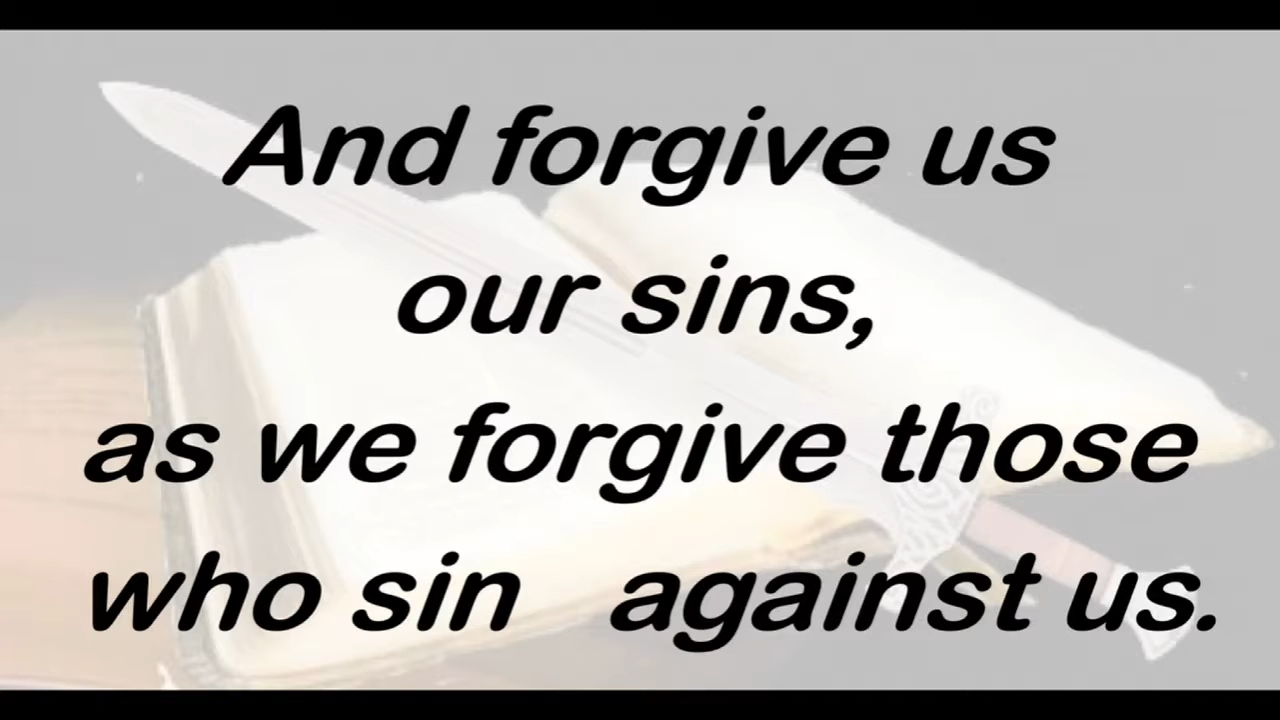 And forgive us
our sins,
as we forgive those
who sin against us.